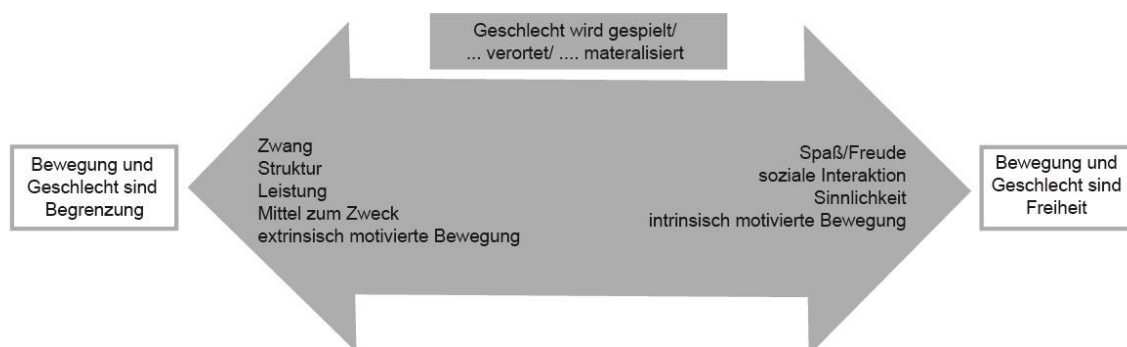 Geschlecht wird gespielt/
... verortet/ .... materalisiert
Bewegung und
Geschlecht sind
Begrenzung
Zwang
Struktur
Leistung
Mittel zum Zweck
extrinsisch motivierte Bewegung
Spaß/Freude
soziale Interaktion
Sinnlichkeit
intrinsisch motivierte Bewegung
Bewegung und
Geschlecht sind
Freiheit